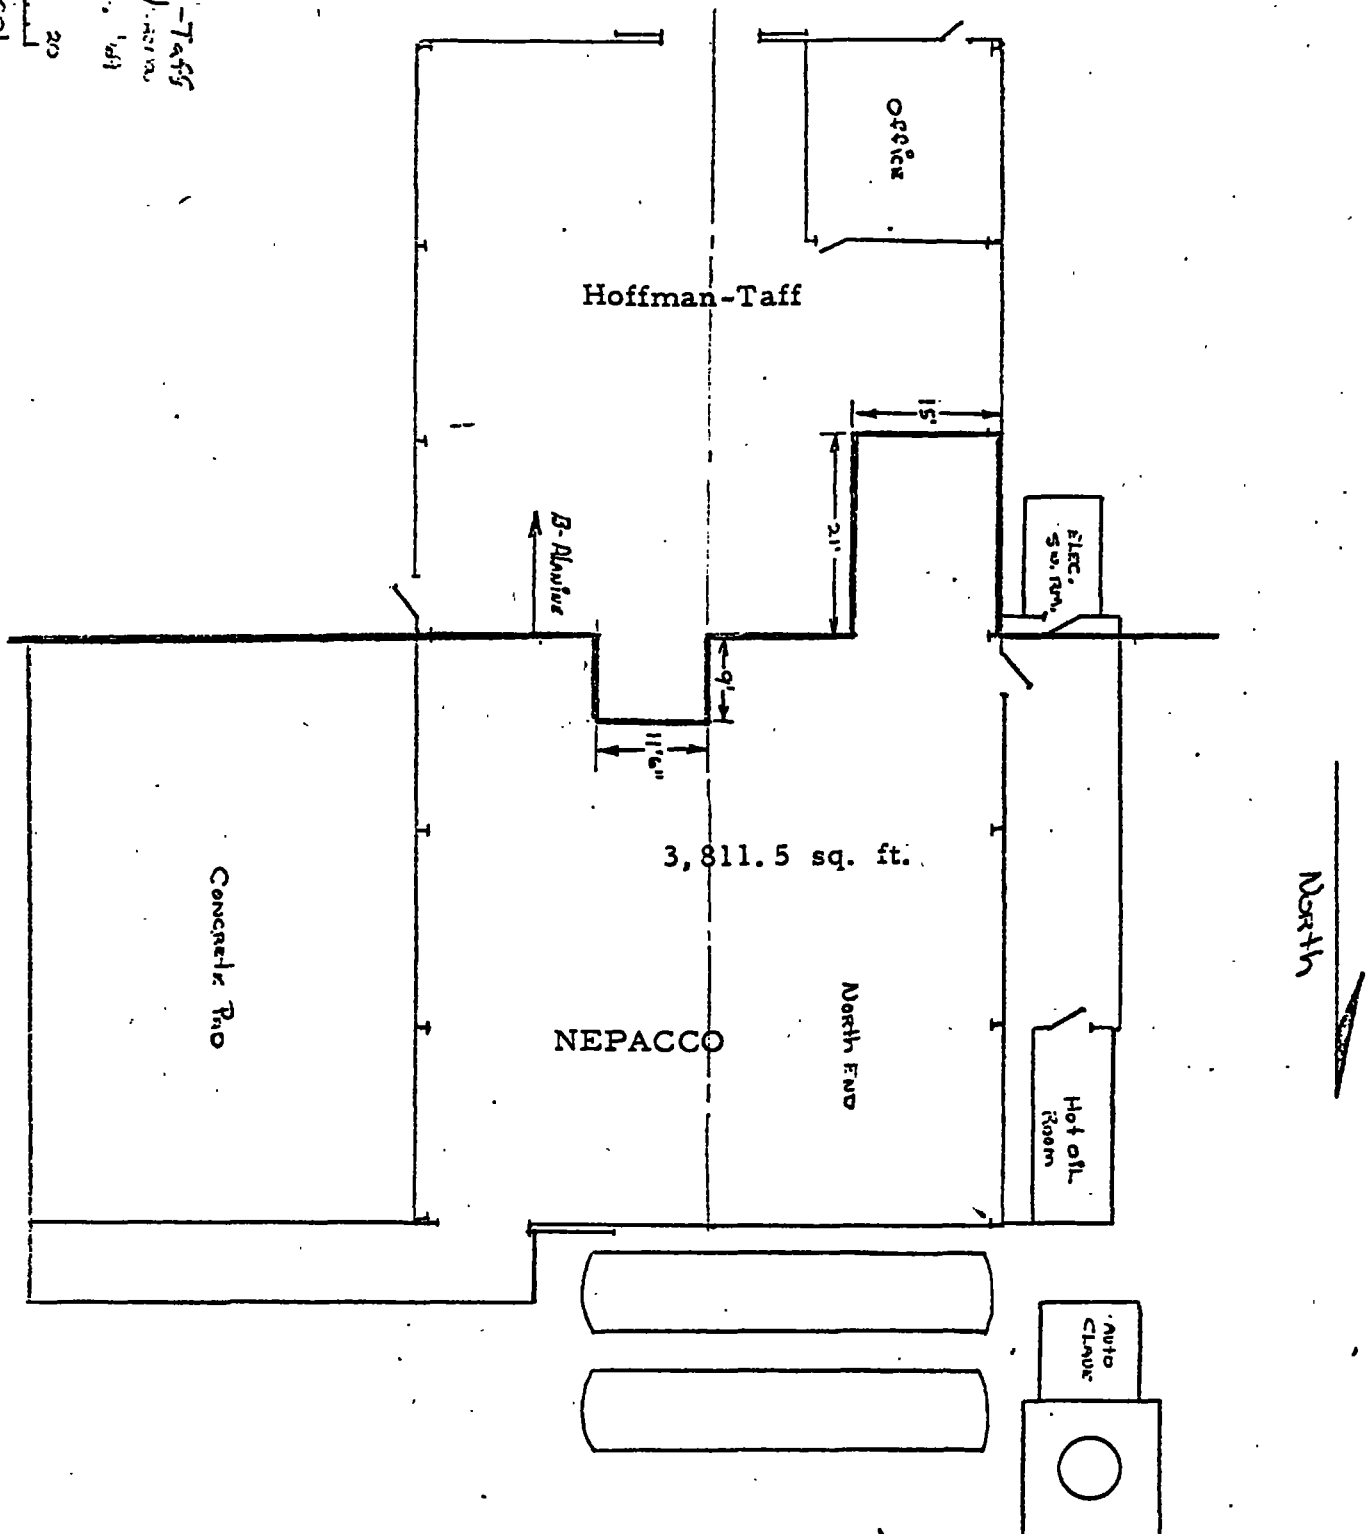 -Taff
20
Office
Hoffman-Taff
15'
21'
ELEC.
SW. RM.
B-Alanine
9'
11'6"
3,811.5 sq. ft.
North
Concrete Pad
North End
NEPACCO
Hot oil
Room
Auto
Clave